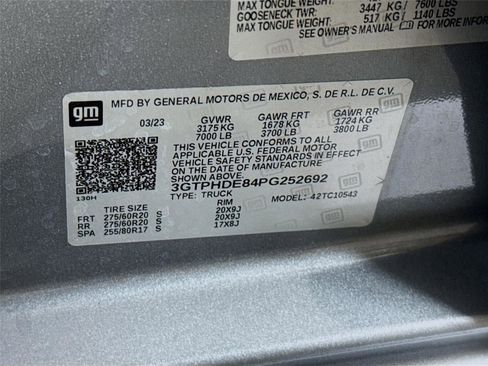 MAX TONGUE WEIGHT:
3447 KG / 7600 LBS
GOOSENECK TWR:
517 KG / 1140 LBS
MAX TONGUE WEIGHT:
SEE OWNER'S MANUAL FOR MORE INFOR
gm
MFD BY GENERAL MOTORS DE MEXICO, S. DE R.L. DE C.V.
03/23 GVWR GAWR FRT GAWR RR
3175 KG 1678 KG 1724 KG
7000 LB 3700 LB 3800 LB
THIS VEHICLE CONFORMS TO ALL
APPLICABLE U.S. FEDERAL MOTOR
VEHICLE SAFETY STANDARDS IN
EFFECT ON THE DATE OF MANUFACTURE
SHOWN ABOVE.
3GTPHDE84PG252692
TYPE: TRUCK MODEL: 42TC10543
130H
TIRE SIZE RIM
FRT 275/60R20 S 20X9J
RR 275/60R20 S 20X9J
SPA 255/80R17 S 17X8J